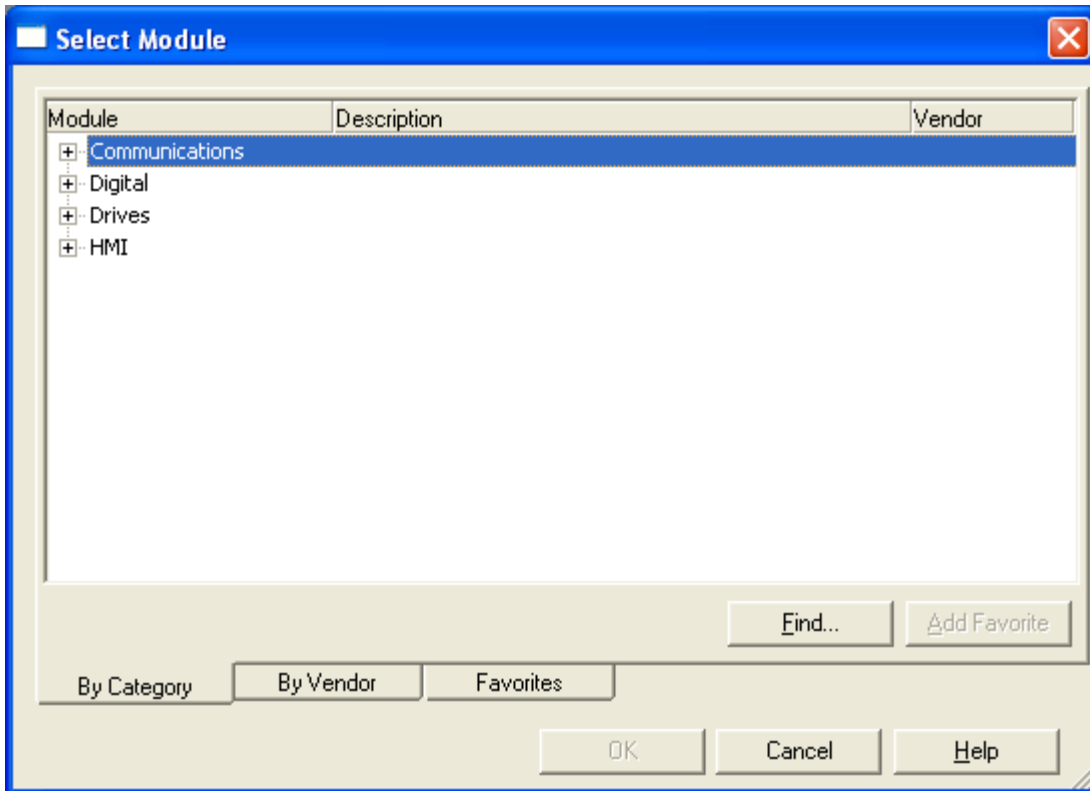 Select Module
Module Description Vendor
Communications
Digital
Drives
HMI
Find... Add Favorite
By Category By Vendor Favorites
OK Cancel Help